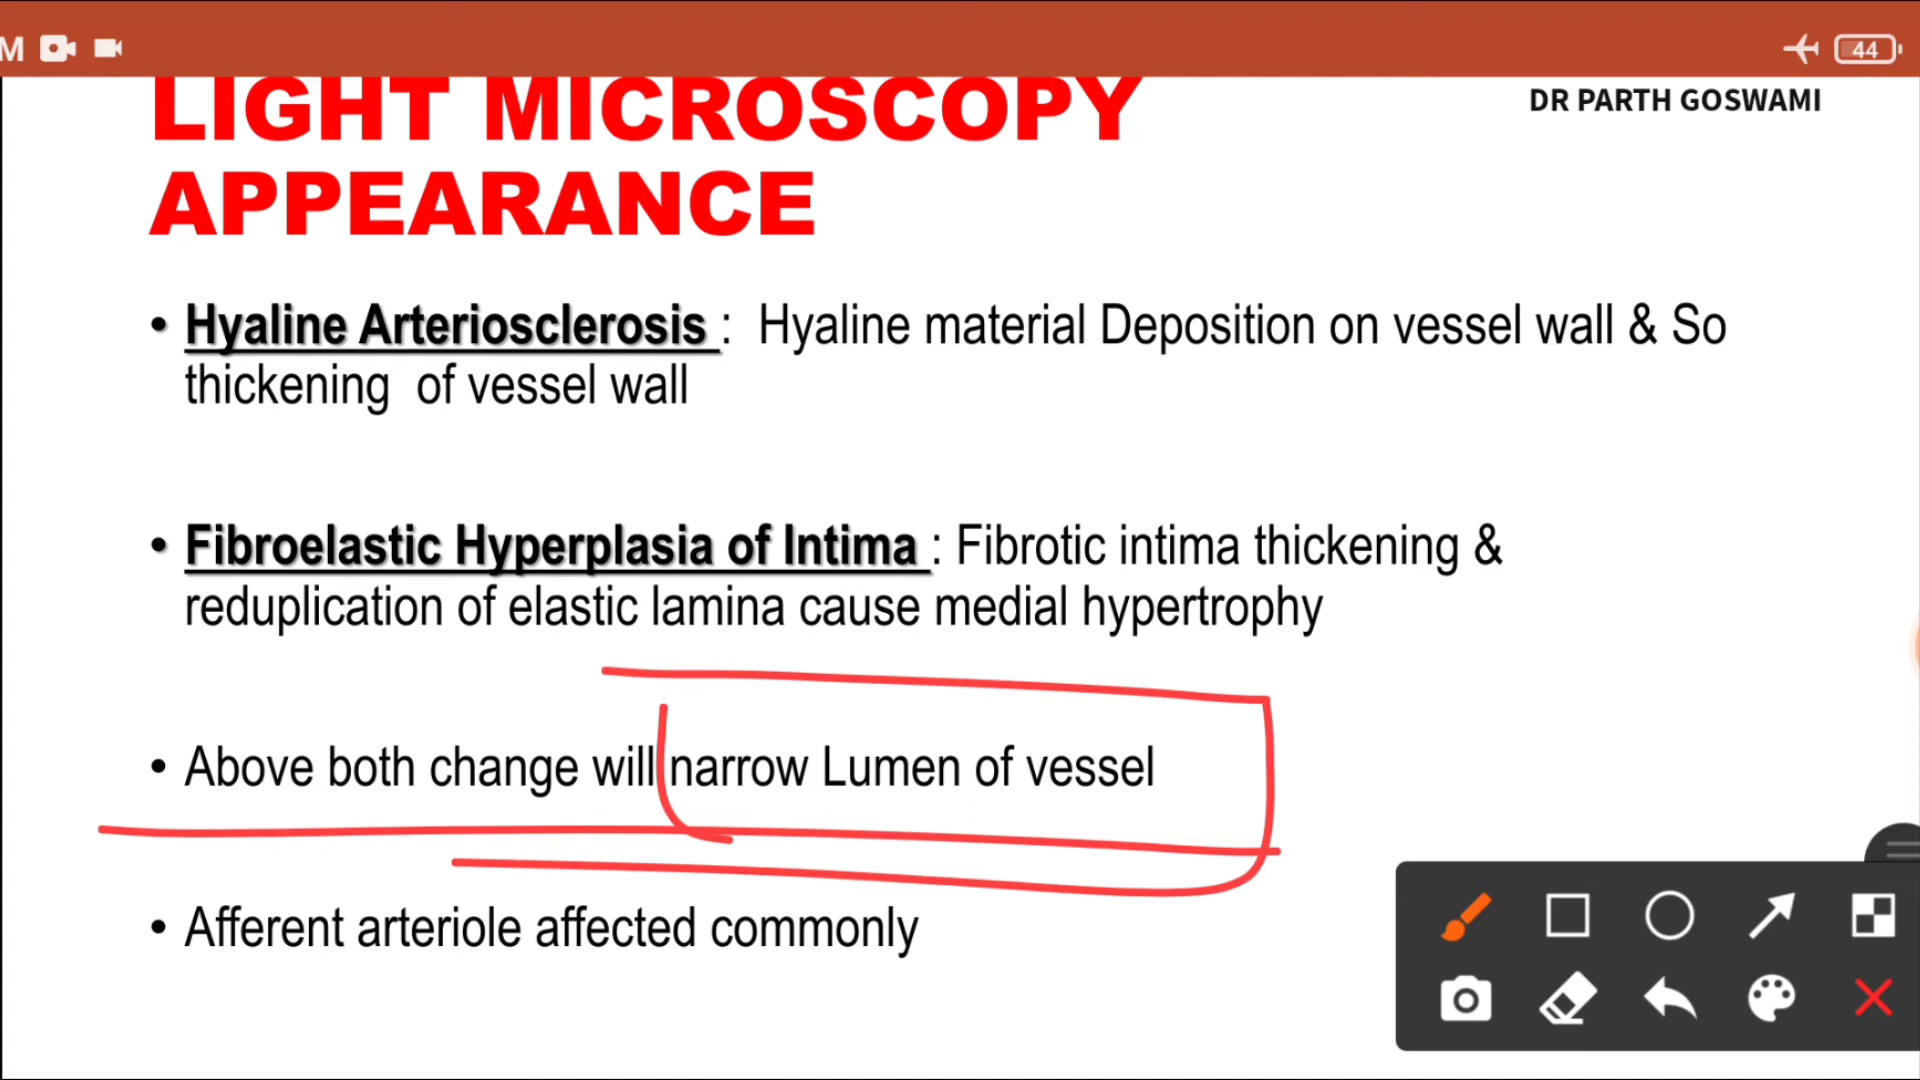 M
44
LIGHT MICROSCOPY
DR PARTH GOSWAMI
APPEARANCE
• Hyaline Arteriosclerosis :  Hyaline material Deposition on vessel wall & So
thickening  of vessel wall
• Fibroelastic Hyperplasia of Intima : Fibrotic intima thickening &
reduplication of elastic lamina cause medial hypertrophy
• Above both change will narrow Lumen of vessel
• Afferent arteriole affected commonly